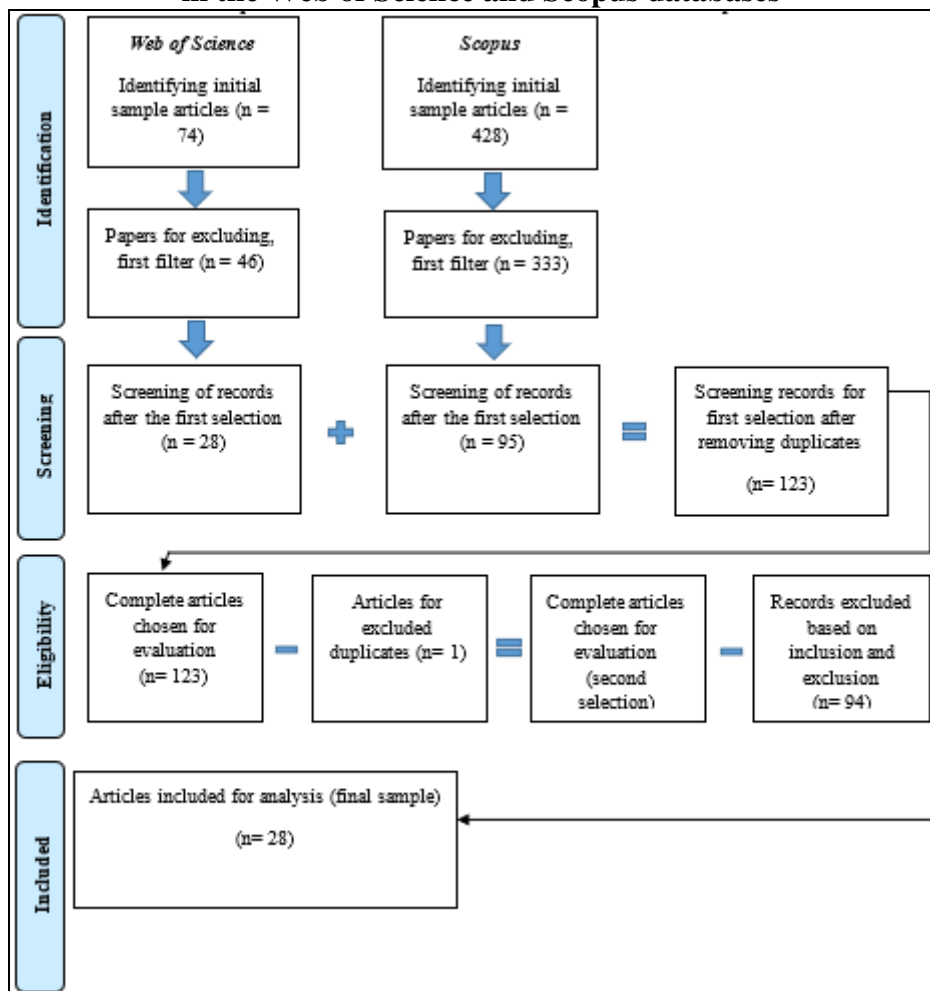 in the Web of Science and Scopus databases
Identification
Web of Science
Identifying initial
sample articles (n =
74)
Scopus
Identifying initial
sample articles (n =
428)
Papers for excluding,
first filter (n = 46)
Papers for excluding,
first filter (n = 333)
Screening
Screening of records
after the first selection
(n = 28)
Screening of records
after the first selection
(n = 95)
Screening records for
first selection after
removing duplicates
(n= 123)
Eligibility
Complete articles
chosen for
evaluation
(n= 123)
Articles for
excluded
duplicates (n= 1)
Complete articles
chosen for
evaluation
(second
selection)
Records excluded
based on
inclusion and
exclusion
(n= 94)
Included
Articles included for analysis (final sample)
(n= 28)